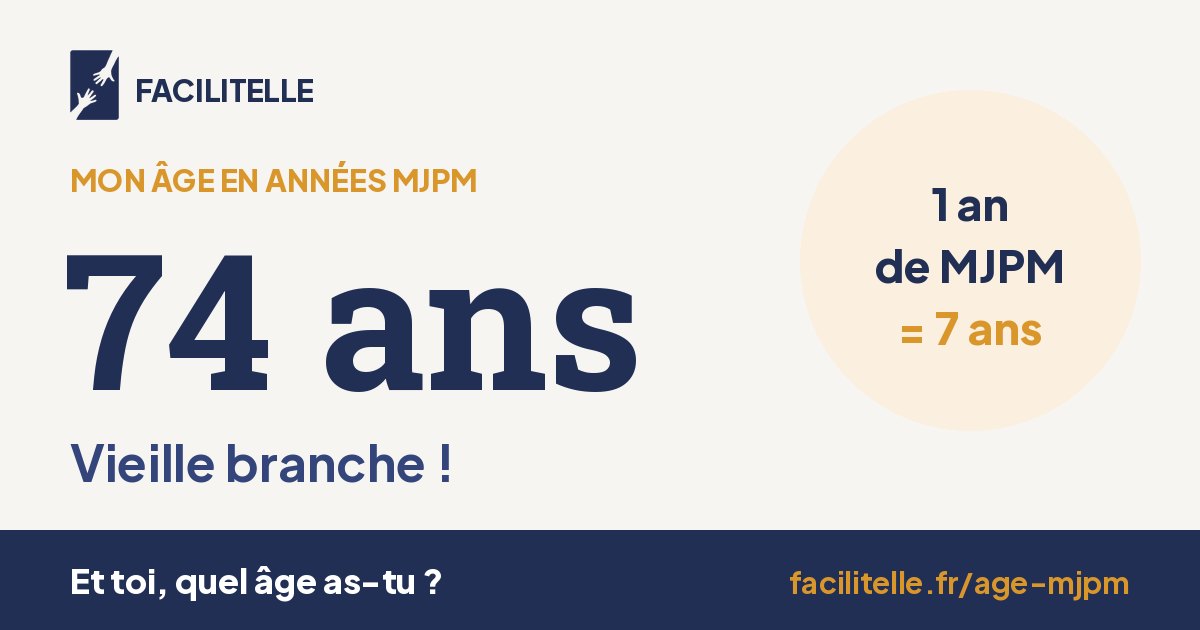 FACILITELLE
MON ÂGE EN ANNÉES MJPM
74 ans
Vieille branche !
1 an
de MJPM
= 7 ans
Et toi, quel âge as-tu ?
facilitelle.fr/age-mjpm